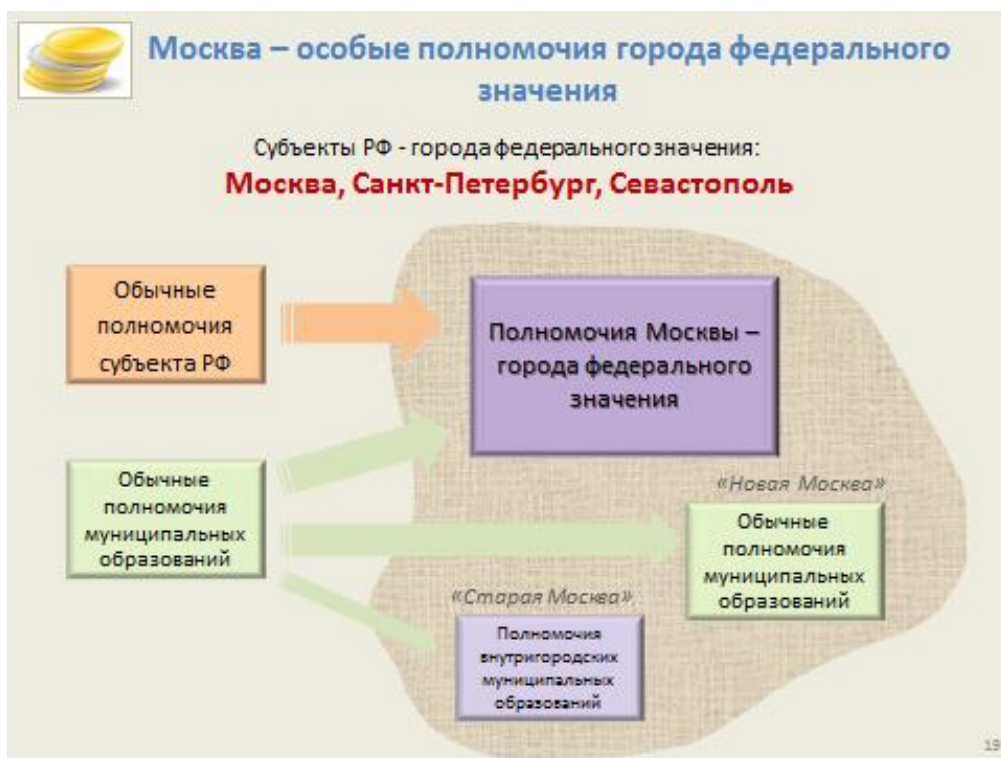 Москва – особые полномочия города федерального
значения
Субъекты РФ - города федерального значения:
Москва, Санкт-Петербург, Севастополь
Обычные
полномочия
субъекта РФ
Полномочия Москвы –
города федерального
значения
Обычные
полномочия
муниципальных
образований
«Новая Москва»
Обычные
полномочия
муниципальных
образований
«Старая Москва»,
Полномочия
внутригородских
муниципальных
образований
19